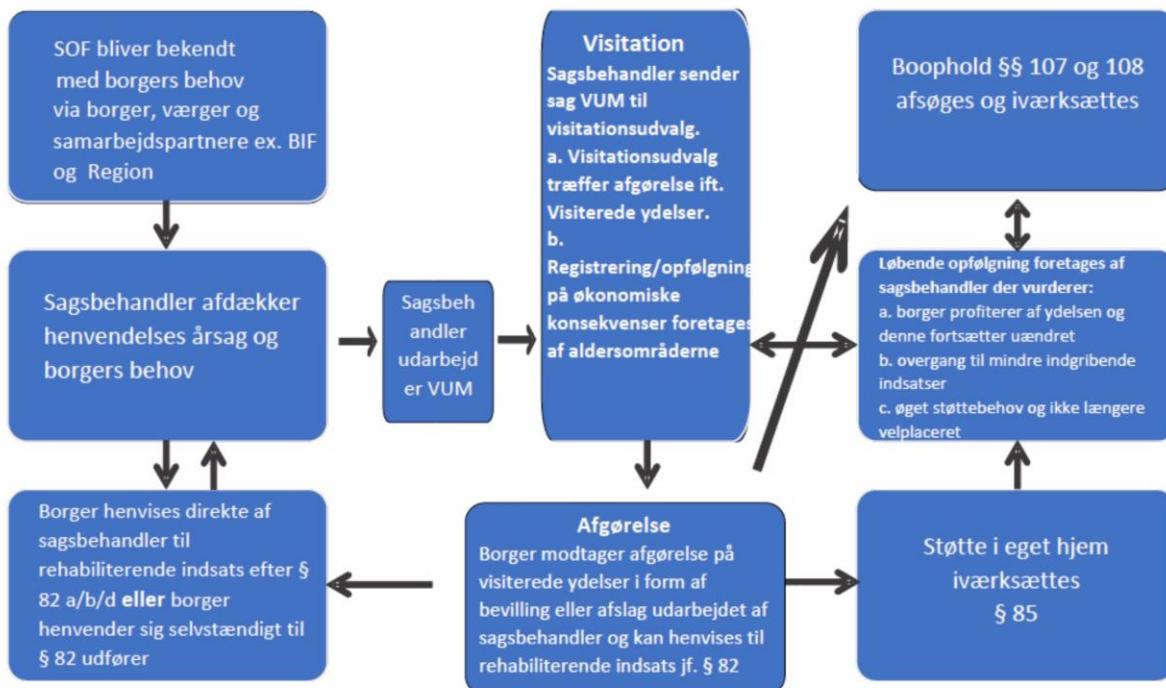 SOF bliver bekendt
med borgers behov
via borger, værger og
samarbejdspartnere ex. BIF
og Region
Sagsbehandler afdækker
henvendelses årsag og
borgers behov
Borger henvises direkte af
sagsbehandler til
rehabiliterende indsats efter §
82 a/b/d eller borger
henvender sig selvstændigt til
§ 82 udfører
Sagsbeh
andler
udarbejd
er VUM
Visitation
Sagsbehandler sender
sag VUM til
visitationsudvalg.
a. Visitationsudvalg
træffer afgørelse ift.
Visiterede ydelser.
b.
Registrering/opfølgning
på økonomiske
konsekvenser foretages
af aldersområderne
Afgørelse
Borger modtager afgørelse på
visiterede ydelser i form af
bevilling eller afslag udarbejdet af
sagsbehandler og kan henvises til
rehabiliterende indsats jf. § 82
Boophold §§ 107 og 108
afsøges og iværksættes
Løbende opfølgning foretages af
sagsbehandler der vurderer:
a. borger profiterer af ydelsen og
denne fortsætter uændret
b. overgang til mindre indgribende
indsatser
c. øget støttebehov og ikke længere
velplaceret
Støtte i eget hjem
iværksættes
§ 85